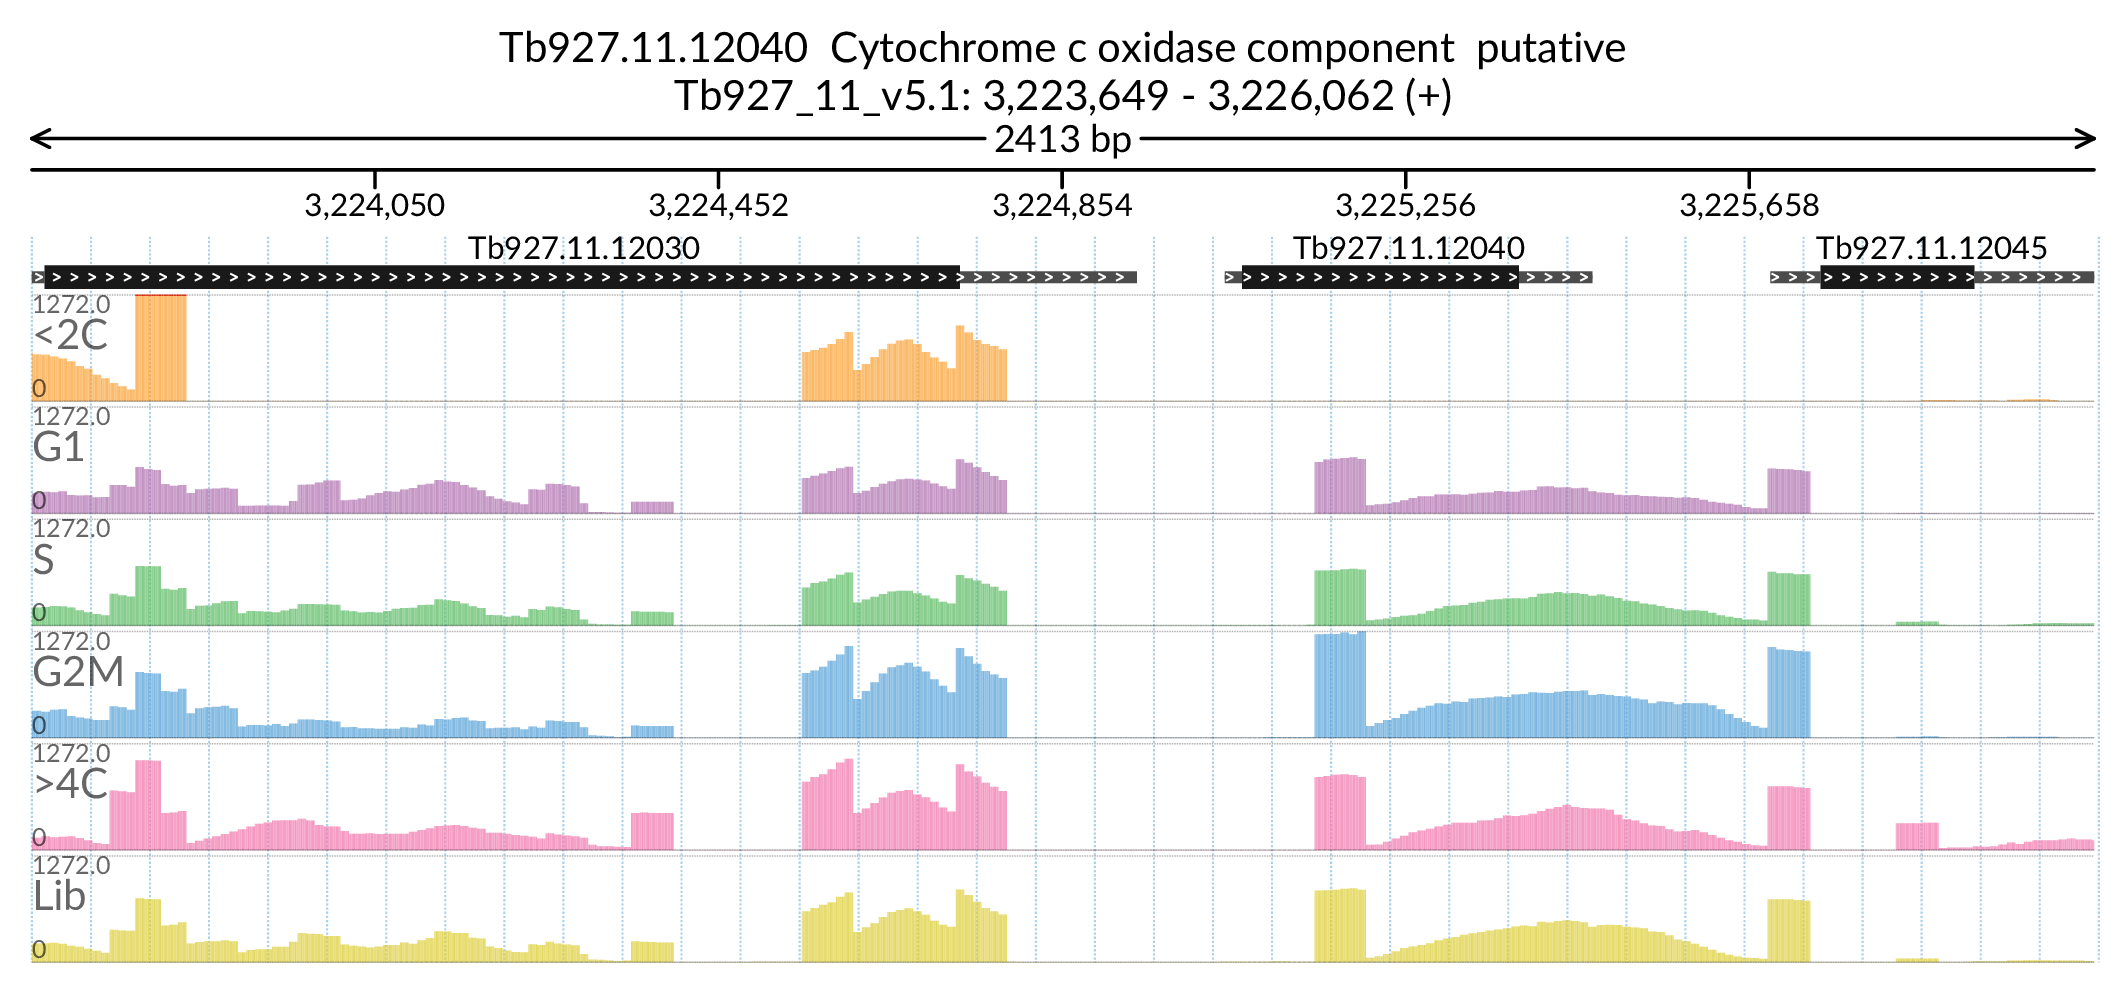 Tb927.11.12040 Cytochrome c oxidase component putative
Tb927_11_v5.1: 3,223,649 - 3,226,062 (+)
2413 bp
3,224,050 3,224,452 3,224,854 3,225,256 3,225,658
Tb927.11.12030 Tb927.11.12040 Tb927.11.12045
1272.0
<2C
0
1272.0
G1
0
1272.0
S
0
1272.0
G2M
0
1272.0
>4C
0
1272.0
Lib
0